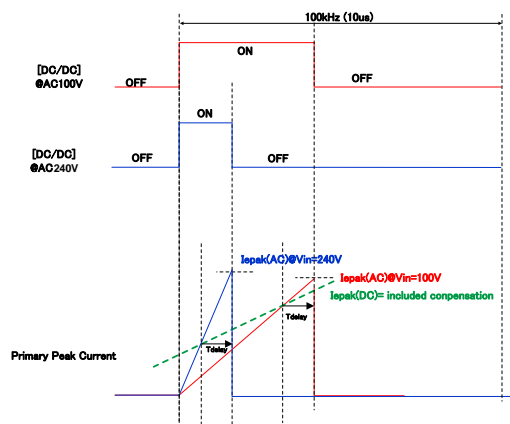 100kHz (10us)
ON
[DC/DC]
@AC100V
OFF
OFF
ON
[DC/DC]
@AC240V
OFF
OFF
Iepak(AC)@Vin=240V
Iepak(AC)@Vin=100V
Iepak(DC)= included conpensation
Tdelay
Tdelay
Primary Peak Current